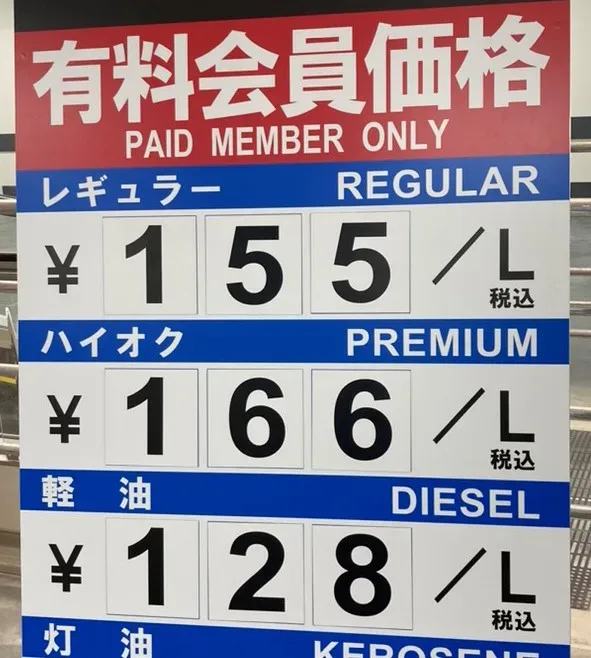 有料会員価格
PAID MEMBER ONLY
レギュラー REGULAR
¥155/L
税込
ハイオク PREMIUM
¥166/L
税込
軽油 DIESEL
¥128/L
税込
灯油 KEROSENE